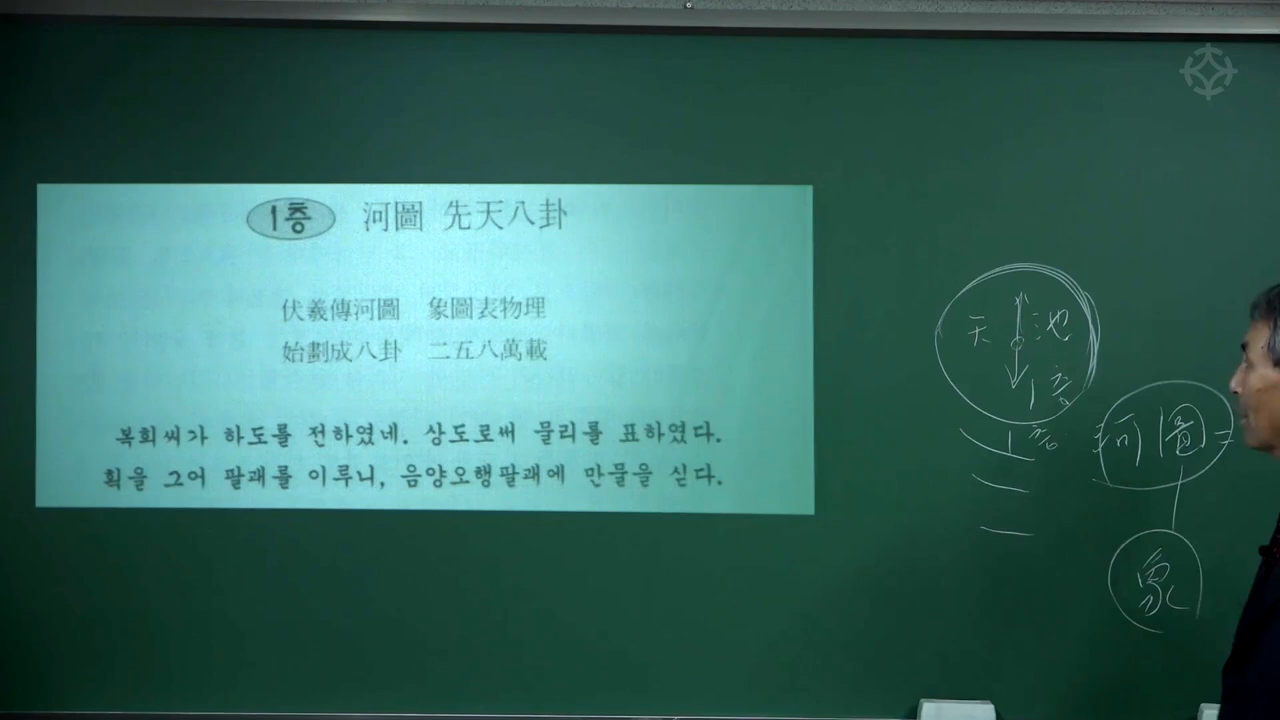 1층 河圖 先天八卦
伏羲傳河圖 象圖表物理
始劃成八卦 二五八萬載
복희씨가 하도를 전하였네. 상도로써 물리를 표하였다.
획을 그어 팔괘를 이루니, 음양오행팔괘에 만물을 싣다.
天 池
1층
1층
河圖
象